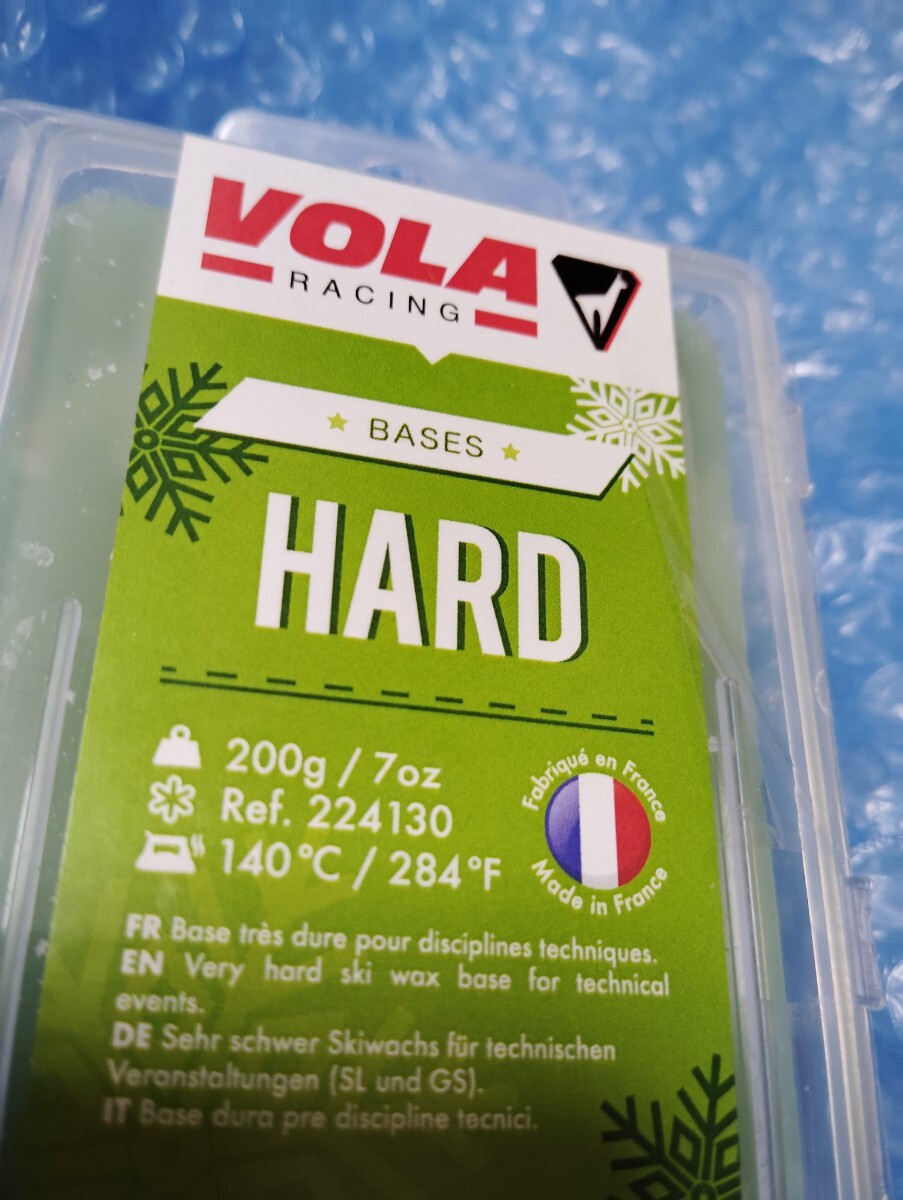 VOLA
RACING
BASES
HARD
200g / 7oz
Ref. 224130
140°C / 284°F
Fabriqué en France
Made in France
FR Base très dure pour disciplines techniques.
EN Very hard ski wax base for technical
events.
DE Sehr schwer Skiwachs für technischen
Veranstaltungen (SL und GS).
IT Base dura pre discipline tecnici.